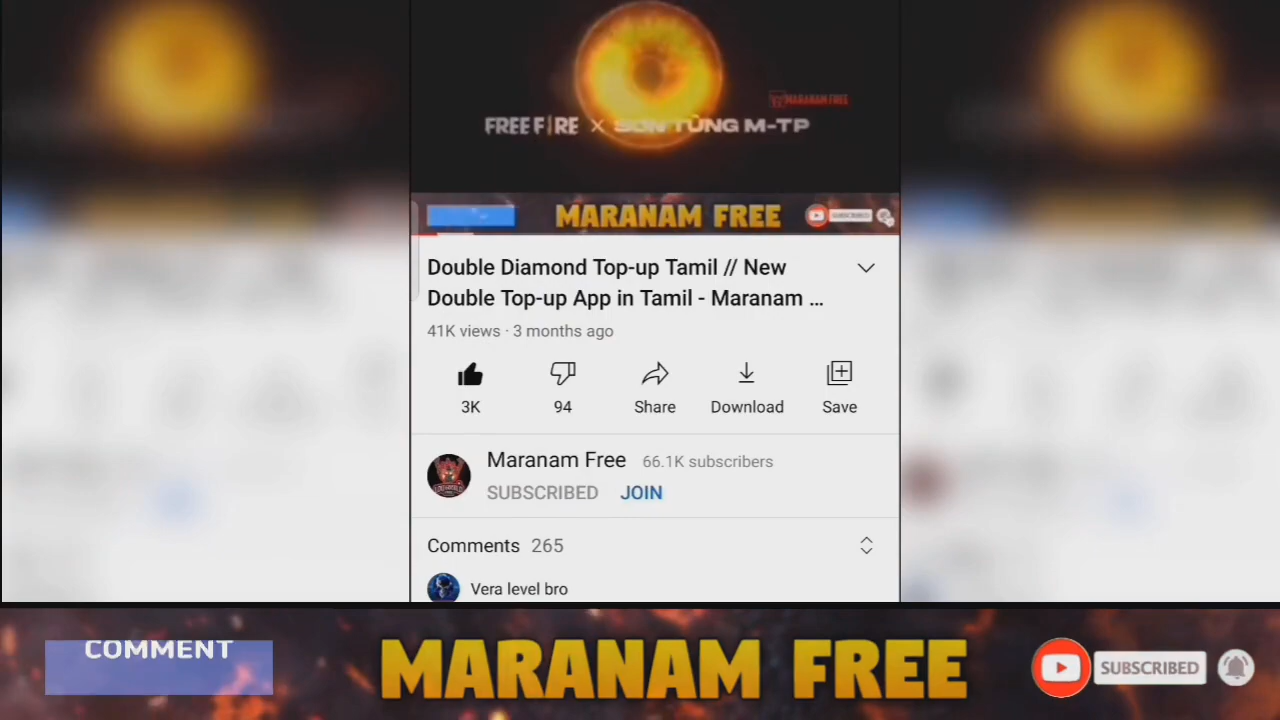 MARANAM FREE
FREE FIRE X SƠN TÙNG M-TP
MARANAM FREE
SUBSCRIBED
Double Diamond Top-up Tamil // New
Double Top-up App in Tamil - Maranam ...
41K views · 3 months ago
3K
94
Share
Download
Save
Maranam Free 66.1K subscribers
SUBSCRIBED JOIN
Comments 265
Vera level bro
COMMENT
MARANAM FREE
SUBSCRIBED